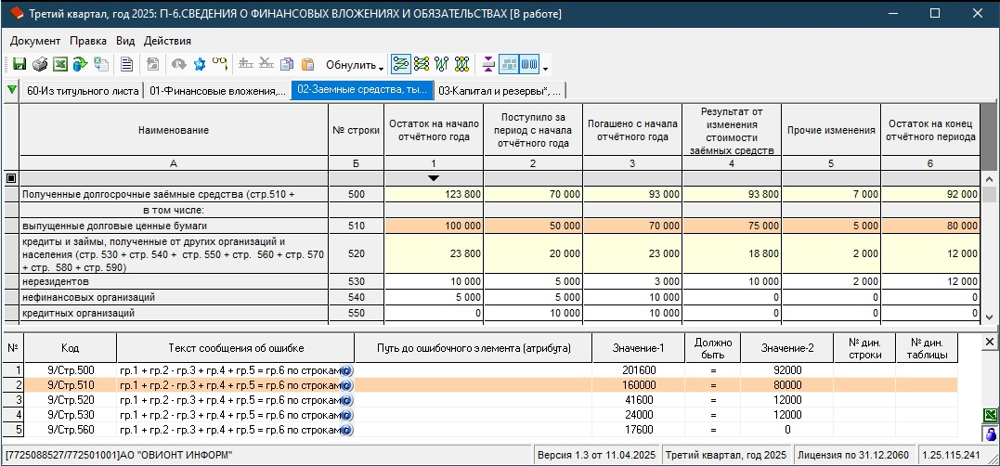 Третий квартал, год 2025: П-6.СВЕДЕНИЯ О ФИНАНСОВЫХ ВЛОЖЕНИЯХ И ОБЯЗАТЕЛЬСТВАХ [В работе]
Документ Правка Вид Действия
Обнулить
60-Из титульного листа 01-Финансовые вложения,... 02-Заемные средства, ты... 03-Капитал и резервы*, ...
Наименование № строки Остаток на начало отчётного года Поступило за период с начала отчётного года Погашено с начала отчётного года Результат от изменения стоимости заёмных средств Прочие изменения Остаток на конец отчётного периода
А Б 1 2 3 4 5 6
Полученные долгосрочные заёмные средства (стр.510 + 500 123 800 70 000 93 000 93 800 7 000 92 000
в том числе:
выпущенные долговые ценные бумаги 510 100 000 50 000 70 000 75 000 5 000 80 000
кредиты и займы, полученные от других организаций и
населения (стр. 530 + стр. 540 + стр. 550 + стр. 560 + стр. 570 520 23 800 20 000 23 000 18 800 2 000 12 000
+ стр. 580 + стр. 590)
нерезидентов 530 10 000 5 000 3 000 10 000 2 000 12 000
нефинансовых организаций 540 5 000 5 000 10 000 0 0 0
кредитных организаций 550 0 10 000 10 000 0 0 0
№ Код Текст сообщения об ошибке Путь до ошибочного элемента (атрибута) Значение-1 Должно быть Значение-2 № дин. строки № дин. таблицы
1 9/Стр.500 гр.1 + гр.2 - гр.3 + гр.4 + гр.5 = гр.6 по строкам 201600 = 92000
2 9/Стр.510 гр.1 + гр.2 - гр.3 + гр.4 + гр.5 = гр.6 по строкам 160000 = 80000
3 9/Стр.520 гр.1 + гр.2 - гр.3 + гр.4 + гр.5 = гр.6 по строкам 41600 = 12000
4 9/Стр.530 гр.1 + гр.2 - гр.3 + гр.4 + гр.5 = гр.6 по строкам 24000 = 12000
5 9/Стр.560 гр.1 + гр.2 - гр.3 + гр.4 + гр.5 = гр.6 по строкам 17600 = 0
[7725088527/772501001]АО "ОВИОНТ ИНФОРМ" Версия 1.3 от 11.04.2025 Третий квартал, год 2025 Лицензия по 31.12.2060 1.25.115.241